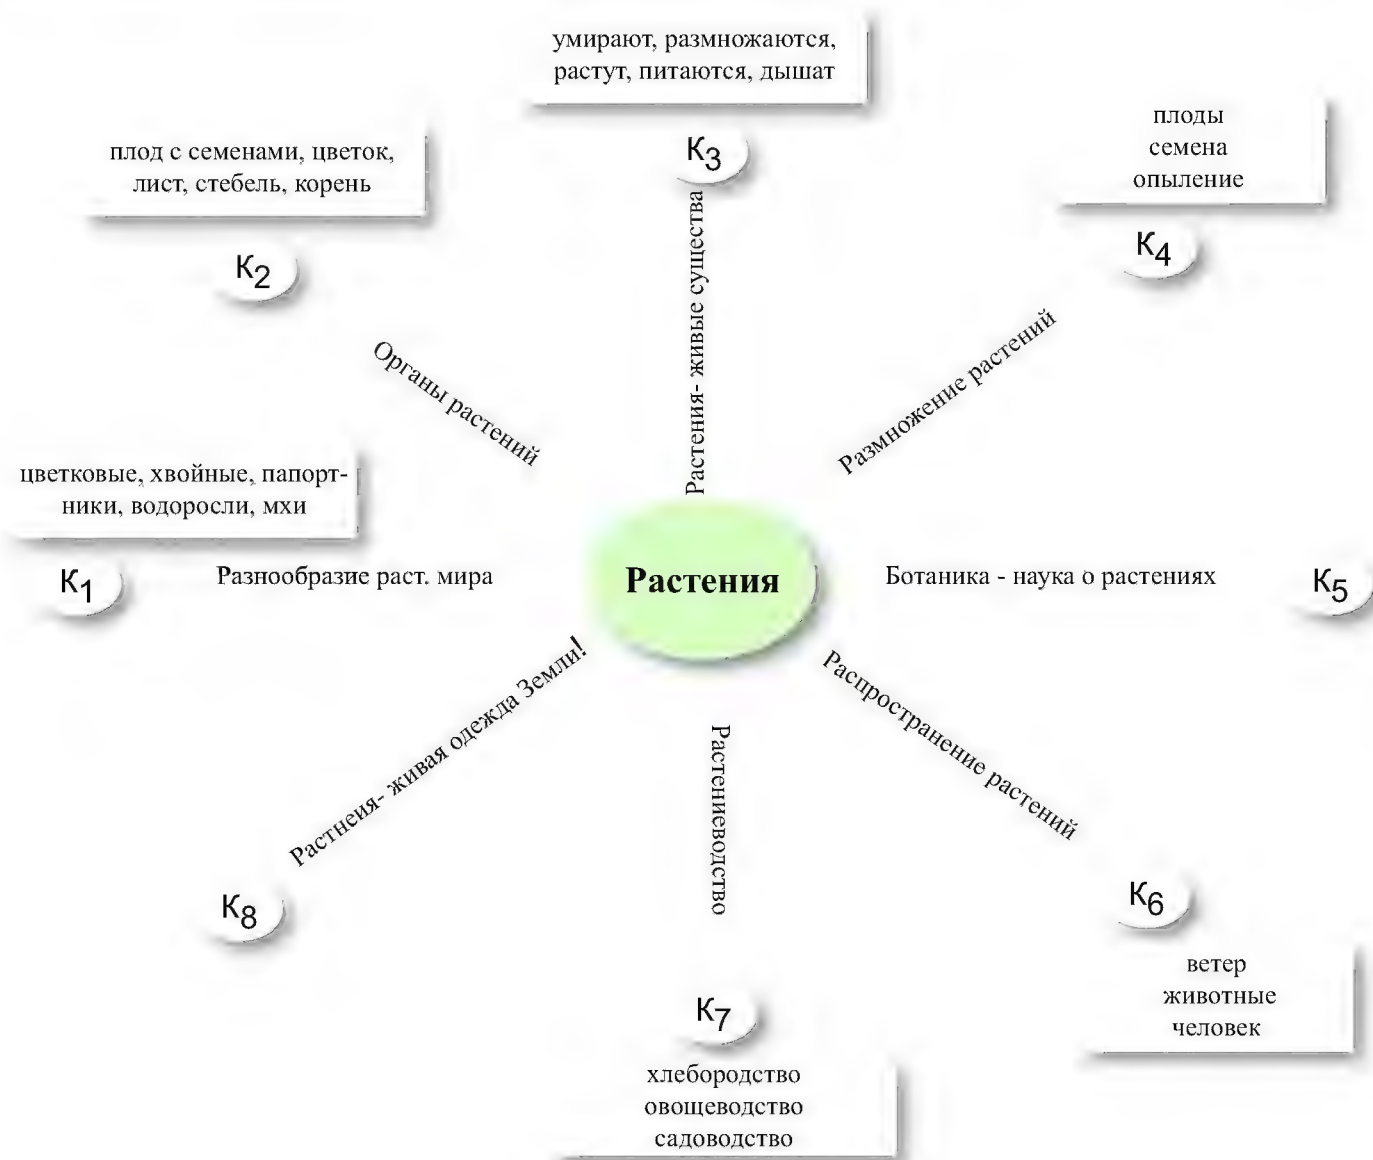 умирают, размножаются,
растут, питаются, дышат
К3
плоды
семена
опыление
К4
плод с семенами, цветок,
лист, стебель, корень
К2
Растения- живые существа
Органы растений
Размножение растений
цветковые, хвойные, папорт-
ники, водоросли, мхи
К1
Разнообразие раст. мира
Растения
Ботаника - наука о растениях
К5
Растнеия- живая одежда Земли!
К8
Растениеводство
Распространение растений
К6
ветер
животные
человек
К7
хлебородство
овощеводство
садоводство